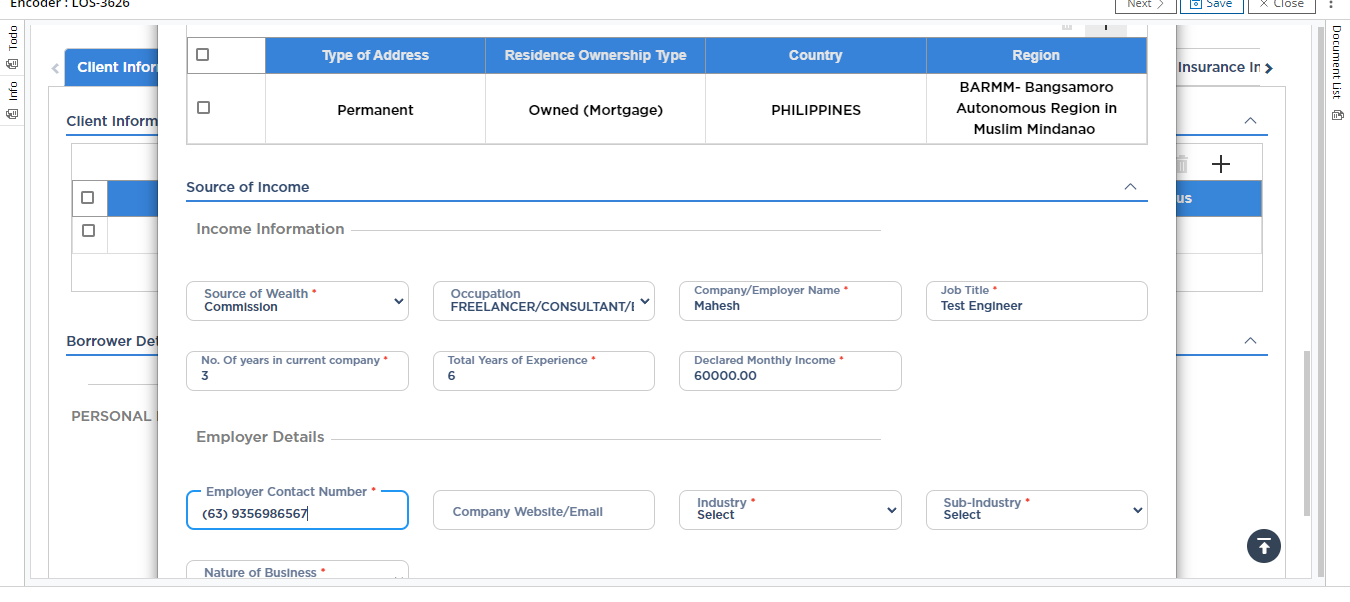 Encoder : LOS-3626
Next
Save
Close
Todo
Info
Document List
Client Infor
Insurance In
Client Inform
us
Borrower Det
PERSONAL
Type of Address
Residence Ownership Type
Country
Region
Permanent
Owned (Mortgage)
PHILIPPINES
BARMM- Bangsamoro
Autonomous Region in
Muslim Mindanao
Source of Income
Income Information
Source of Wealth *
Commission
Occupation
FREELANCER/CONSULTANT/
Company/Employer Name *
Mahesh
Job Title *
Test Engineer
No. Of years in current company *
3
Total Years of Experience *
6
Declared Monthly Income *
60000.00
Employer Details
Employer Contact Number *
(63) 9356986567
Company Website/Email
Industry *
Select
Sub-Industry *
Select
Nature of Business *